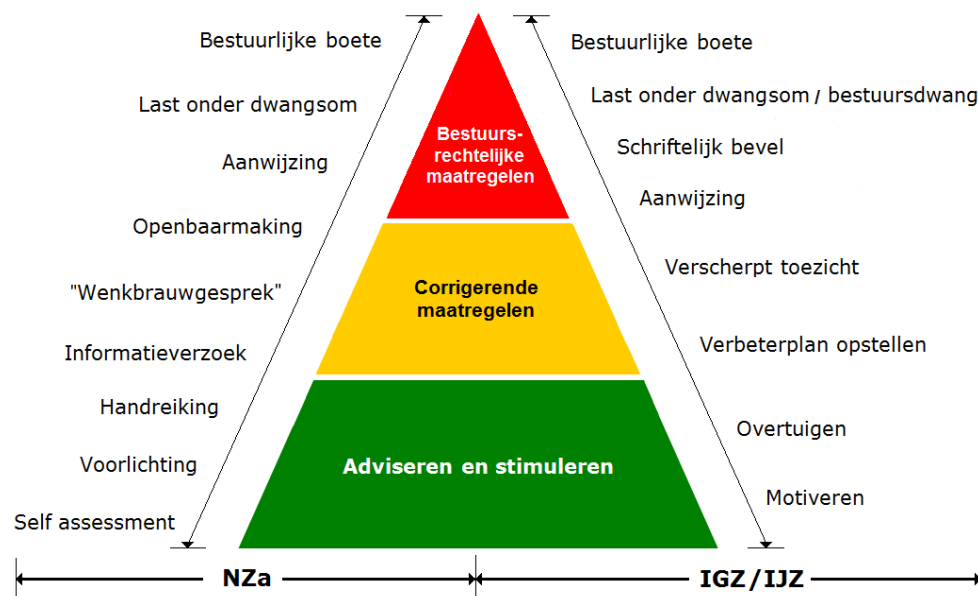 Bestuurlijke boete
Last onder dwangsom
Aanwijzing
Openbaarmaking
"Wenkbrauwgesprek"
Informatieverzoek
Handreiking
Voorlichting
Self assessment
Bestuurs-
rechtelijke
maatregelen
Corrigerende
maatregelen
Adviseren en stimuleren
Bestuurlijke boete
Last onder dwangsom / bestuursdwang
Schriftelijk bevel
Aanwijzing
Verscherpt toezicht
Verbeterplan opstellen
Overtuigen
Motiveren
NZa
IGZ/IJZ